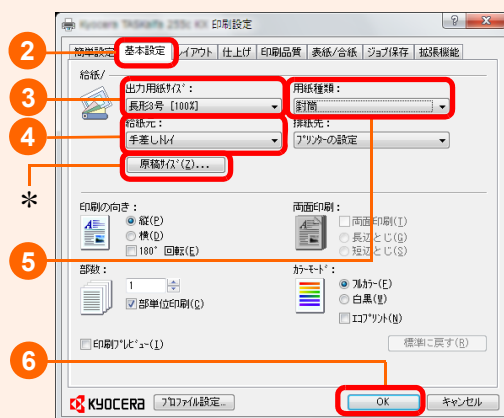 Kyocera TASKalfa 255c KX 印刷設定
2
簡単設定 基本設定 レイアウト 仕上げ 印刷品質 表紙/合紙 ジョブ保存 拡張機能
給紙/
3
出力用紙サイズ: 用紙種類:
長形3号 [100%] 封筒
4
給紙元: 排紙先:
手差しトレイ プリンターの設定
* 原稿サイズ(Z)...
印刷の向き: 両面印刷:
縦(P) 両面印刷(I)
横(D) 長辺とじ(G)
180° 回転(E) 短辺とじ(S)
5
部数: カラーモード:
1 フルカラー(F)
部単位印刷(C) 白黒(W)
エコプリント(N)
印刷プレビュー(I) 標準に戻す(R)
6
KYOCERA プロファイル設定... OK キャンセル